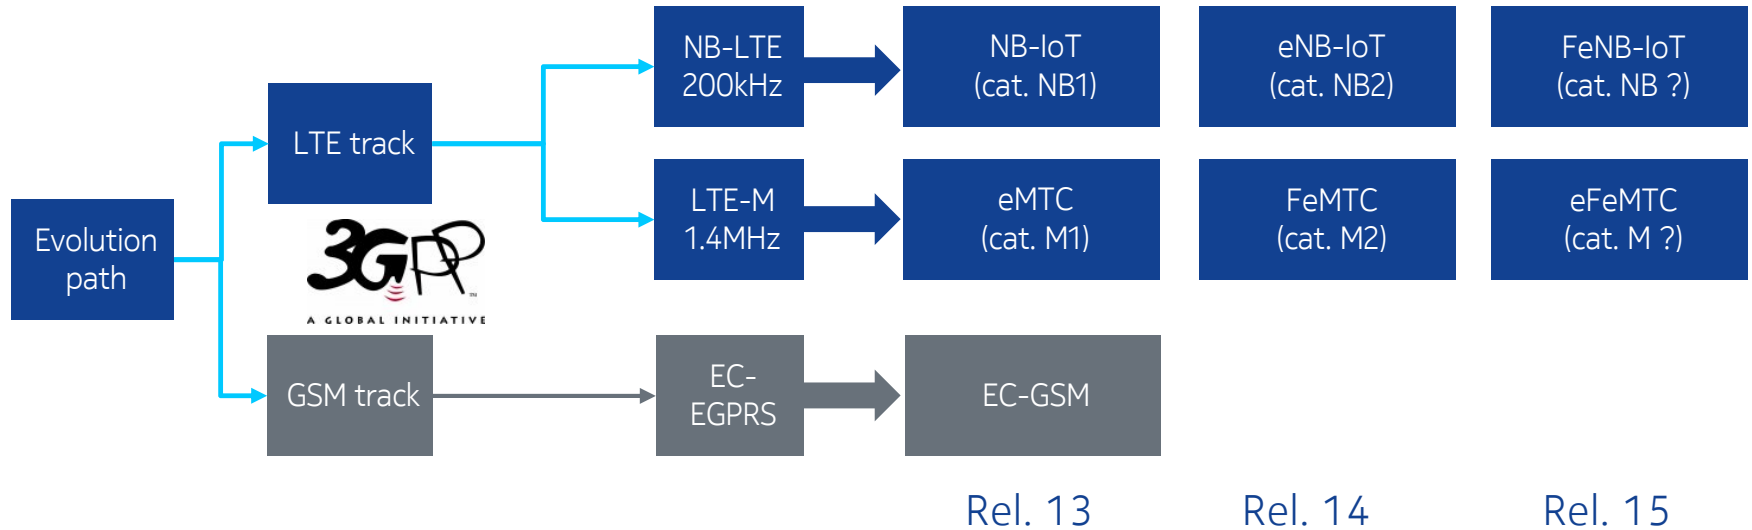 NB-LTE
200kHz
NB-IoT
(cat. NB1)
eNB-IoT
(cat. NB2)
FeNB-IoT
(cat. NB ?)
LTE track
LTE-M
1.4MHz
eMTC
(cat. M1)
FeMTC
(cat. M2)
eFeMTC
(cat. M ?)
Evolution
path
3GPP™
A GLOBAL INITIATIVE
GSM track
EC-
EGPRS
EC-GSM
Rel. 13
Rel. 14
Rel. 15